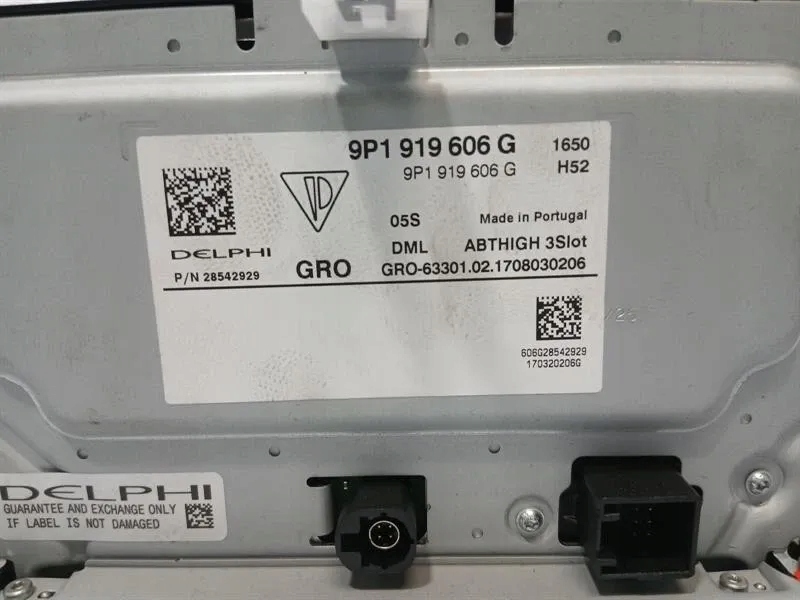 9P1 919 606 G 1650
9P1 919 606 G H52
05S Made in Portugal
DELPHI DML ABTHIGH 3Slot
P/N 28542929 GRO GRO-63301.02.1708030206
606G28542929
170320206G
DELPHI
GUARANTEE AND EXCHANGE ONLY
IF LABEL IS NOT DAMAGED